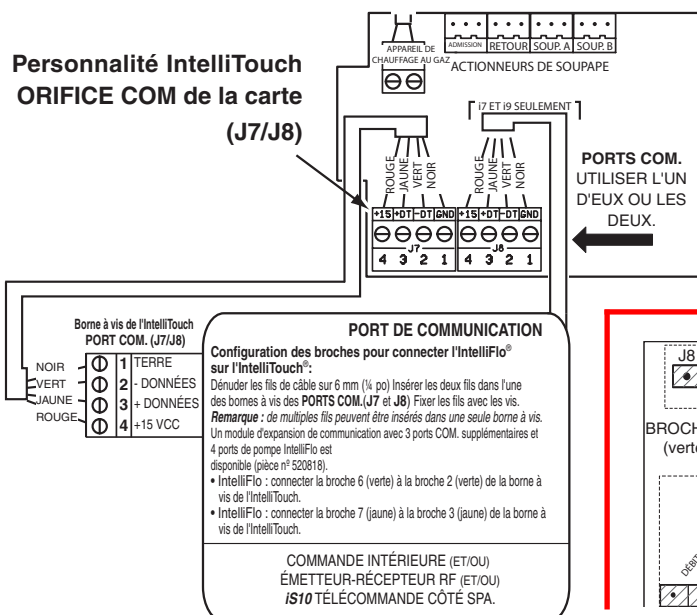 Personnalité IntelliTouch
ORIFICE COM de la carte
(J7/J8)
APPAREIL DE
CHAUFFAGE AU GAZ
ADMISSION RETOUR SOUP. A SOUP. B
ACTIONNEURS DE SOUPAPE
i7 ET i9 SEULEMENT
ROUGE JAUNE VERT NOIR
ROUGE JAUNE VERT NOIR
+15 +DT -DT GND +15 +DT -DT GND
J7 J8
4 3 2 1 4 3 2 1
PORTS COM.
UTILISER L'UN
D'EUX OU LES
DEUX.
Borne à vis de l'IntelliTouch
PORT COM. (J7/J8)
NOIR 1 TERRE
VERT 2 - DONNÉES
JAUNE 3 + DONNÉES
ROUGE 4 +15 VCC
PORT DE COMMUNICATION
Configuration des broches pour connecter l'IntelliFlo®
sur l'IntelliTouch®:
Dénuder les fils de câble sur 6 mm (¼ po) Insérer les deux fils dans l'une
des bornes à vis des PORTS COM.(J7 et J8) Fixer les fils avec les vis.
Remarque : de multiples fils peuvent être insérés dans une seule borne à vis.
Un module d'expansion de communication avec 3 ports COM. supplémentaires et
4 ports de pompe IntelliFlo est
disponible (pièce nº 520818).
• IntelliFlo : connecter la broche 6 (verte) à la broche 2 (verte) de la borne à
vis de l'IntelliTouch.
• IntelliFlo : connecter la broche 7 (jaune) à la broche 3 (jaune) de la borne à
vis de l'IntelliTouch.
COMMANDE INTÉRIEURE (ET/OU)
ÉMETTEUR-RÉCEPTEUR RF (ET/OU)
iS10 TÉLÉCOMMANDE CÔTÉ SPA.
J8
BROCH
(verte
DÉBIT